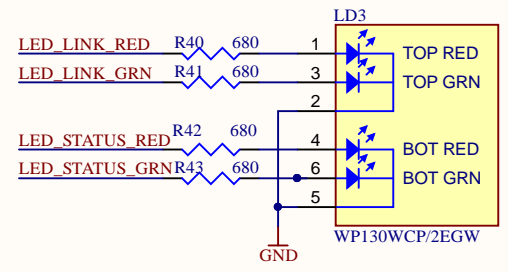 LD3
LED_LINK_RED R40 680 1 TOP RED
LED_LINK_GRN R41 680 3 TOP GRN
2
LED_STATUS_RED R42 680 4 BOT RED
LED_STATUS_GRN R43 680 6 BOT GRN
5
WP130WCP/2EGW
GND